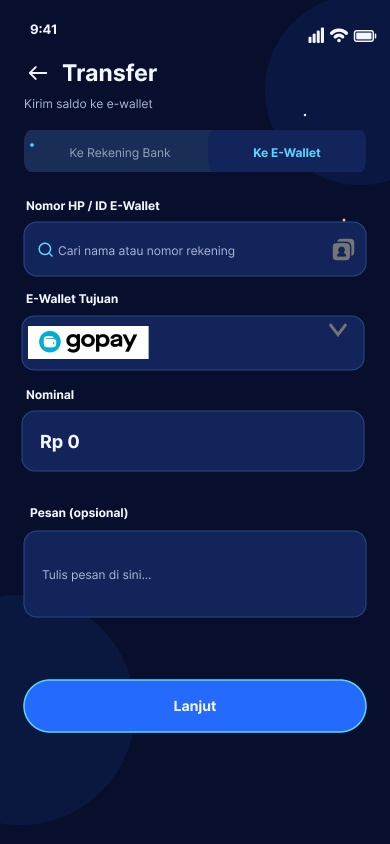 9:41
Transfer
Kirim saldo ke e-wallet
Ke Rekening Bank
Ke E-Wallet
Nomor HP / ID E-Wallet
Cari nama atau nomor rekening
E-Wallet Tujuan
gopay
Nominal
Rp 0
Pesan (opsional)
Tulis pesan di sini...
Lanjut